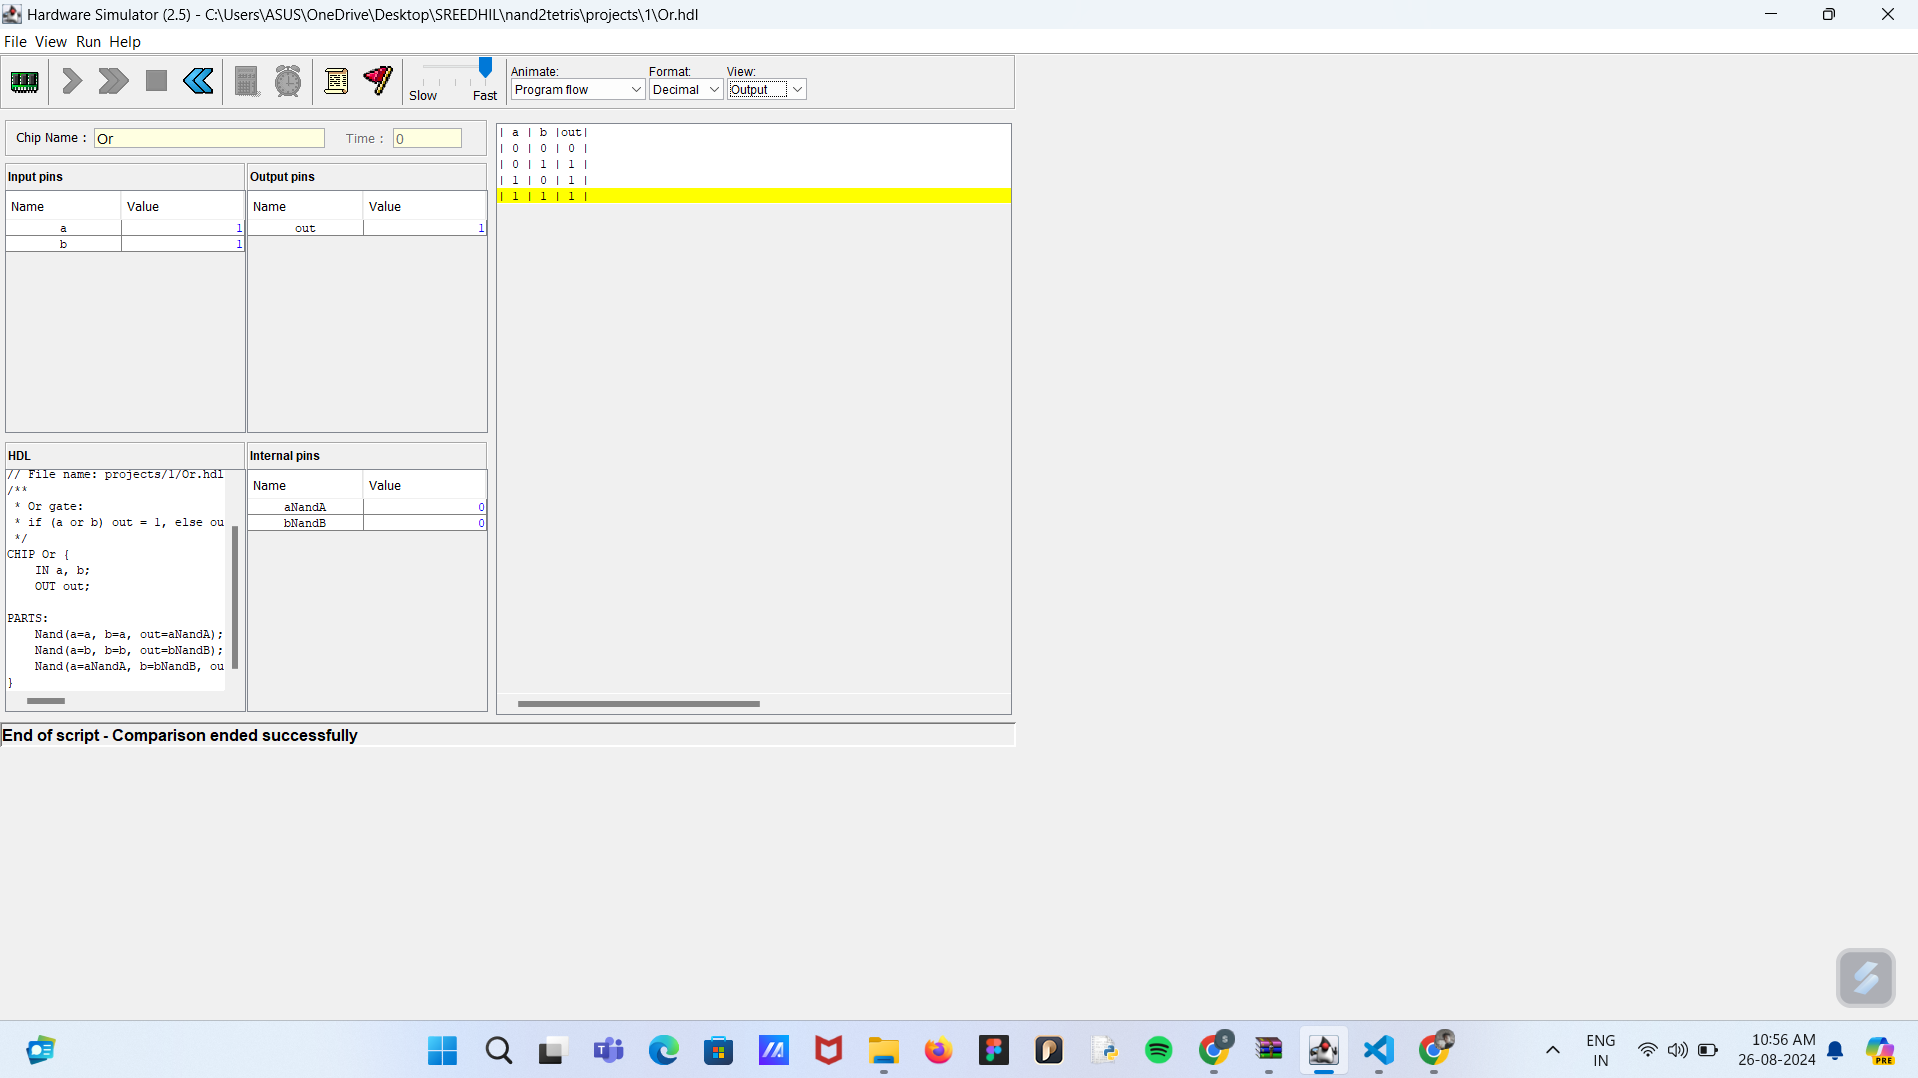 Hardware Simulator (2.5) - C:\Users\ASUS\OneDrive\Desktop\SREEDHIL\nand2tetris\projects\1\Or.hdl
File View Run Help
Slow Fast
Animate: Format: View:
Program flow Decimal Output
Chip Name : Or Time : 0
Input pins
Name Value
a 1
b 1
Output pins
Name Value
out 1
| a | b |out|
| 0 | 0 | 0 |
| 0 | 1 | 1 |
| 1 | 0 | 1 |
| 1 | 1 | 1 |
HDL
// File name: projects/1/Or.hdl
/**
* Or gate:
* if (a or b) out = 1, else ou
*/
CHIP Or {
IN a, b;
OUT out;
PARTS:
Nand(a=a, b=a, out=aNandA);
Nand(a=b, b=b, out=bNandB);
Nand(a=aNandA, b=bNandB, ou
}
Internal pins
Name Value
aNandA 0
bNandB 0
End of script - Comparison ended successfully
ENG
IN
10:56 AM
26-08-2024
PRE